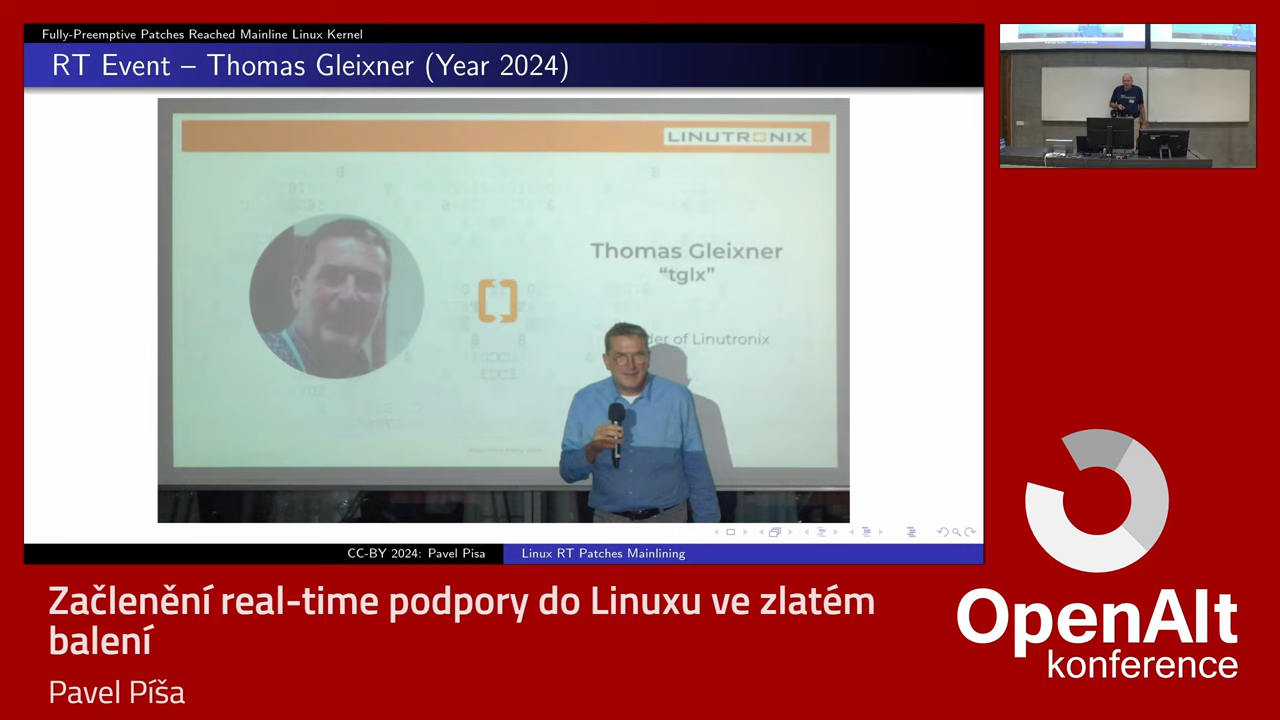 Fully-Preemptive Patches Reached Mainline Linux Kernel
RT Event – Thomas Gleixner (Year 2024)
LINUTRONIX
Thomas Gleixner
“tglx”
of Linutronix
CC-BY 2024: Pavel Pisa
Linux RT Patches Mainlining
Začlenění real-time podpory do Linuxu ve zlatém
balení
Pavel Píša
OpenAlt
konference